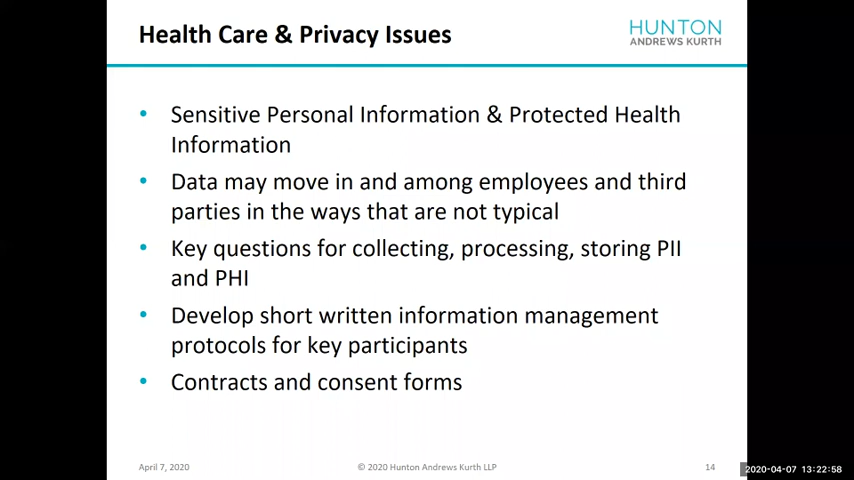 Health Care & Privacy Issues
HUNTON
ANDREWS KURTH
• Sensitive Personal Information & Protected Health
Information
• Data may move in and among employees and third
parties in the ways that are not typical
• Key questions for collecting, processing, storing PII
and PHI
• Develop short written information management
protocols for key participants
• Contracts and consent forms
April 7, 2020
© 2020 Hunton Andrews Kurth LLP
14
2020-04-07 13:22:58